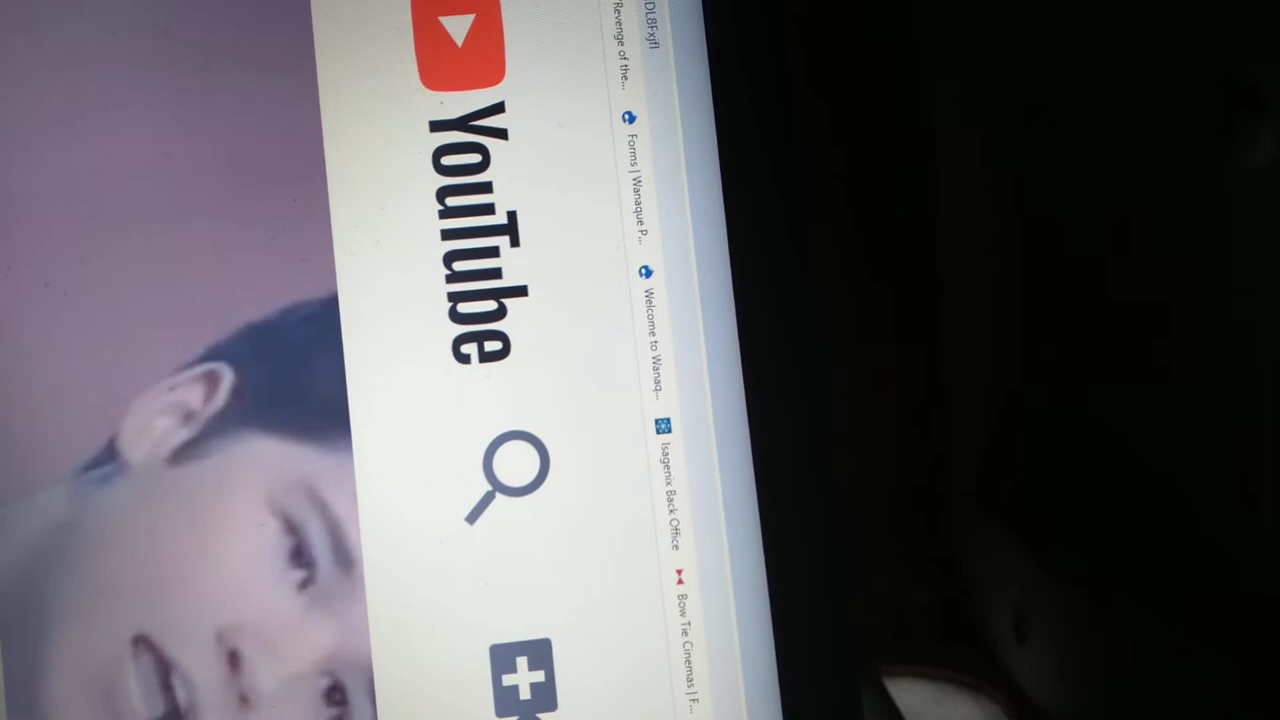 DL8Fxjfl
"Revenge of the... Forms | Wanaque P... Welcome to Wanaq... Isagenix Back Office Bow Tie Cinemas | F...
YouTube